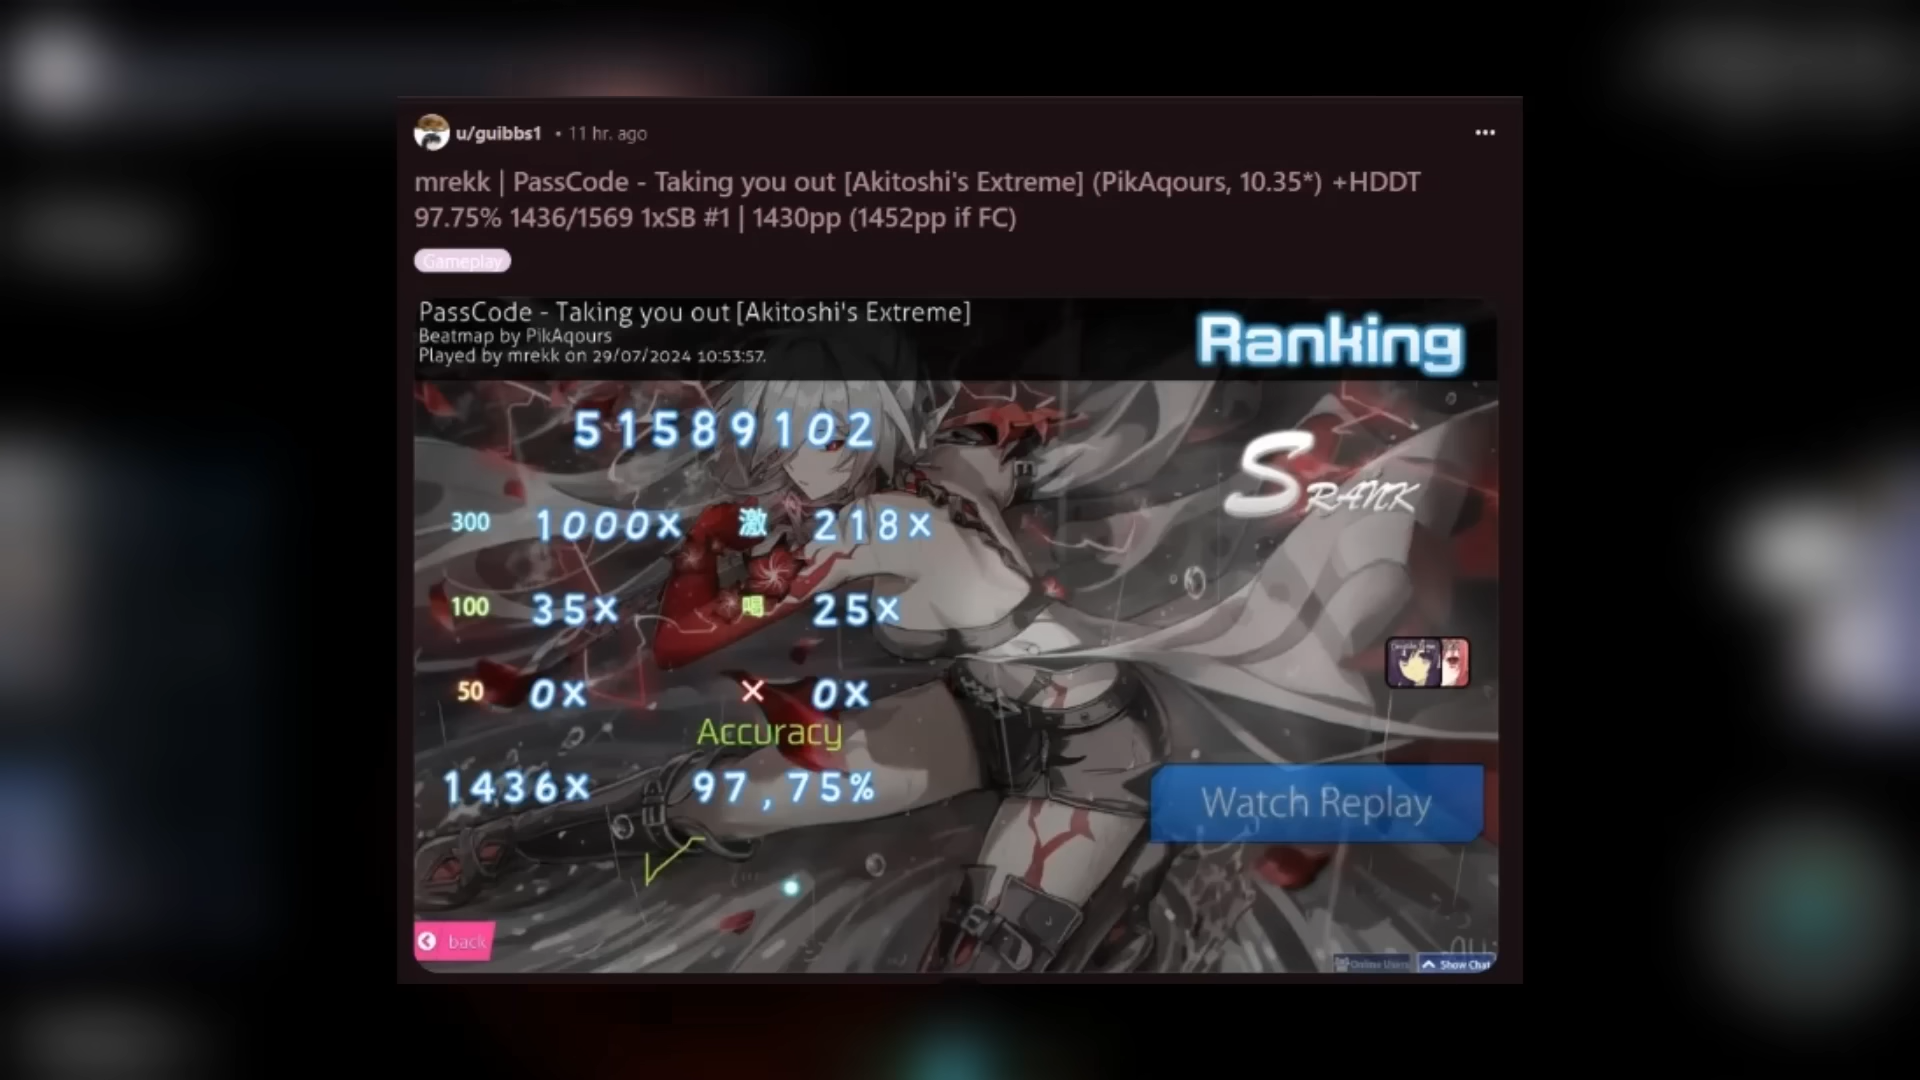 u/guibbs1 • 11 hr. ago
mrekk | PassCode - Taking you out [Akitoshi's Extreme] (PikAqours, 10.35*) +HDDT
97.75% 1436/1569 1xSB #1 | 1430pp (1452pp if FC)
Gameplay
PassCode - Taking you out [Akitoshi's Extreme]
Beatmap by PikAqours
Played by mrekk on 29/07/2024 10:53:57.
Ranking
51589102
S RANK
300 1000x 激 218x
100 35x 喝 25x
50 0x X 0x
Accuracy
1436x 97,75%
Watch Replay
back
Online Users
Show Chat